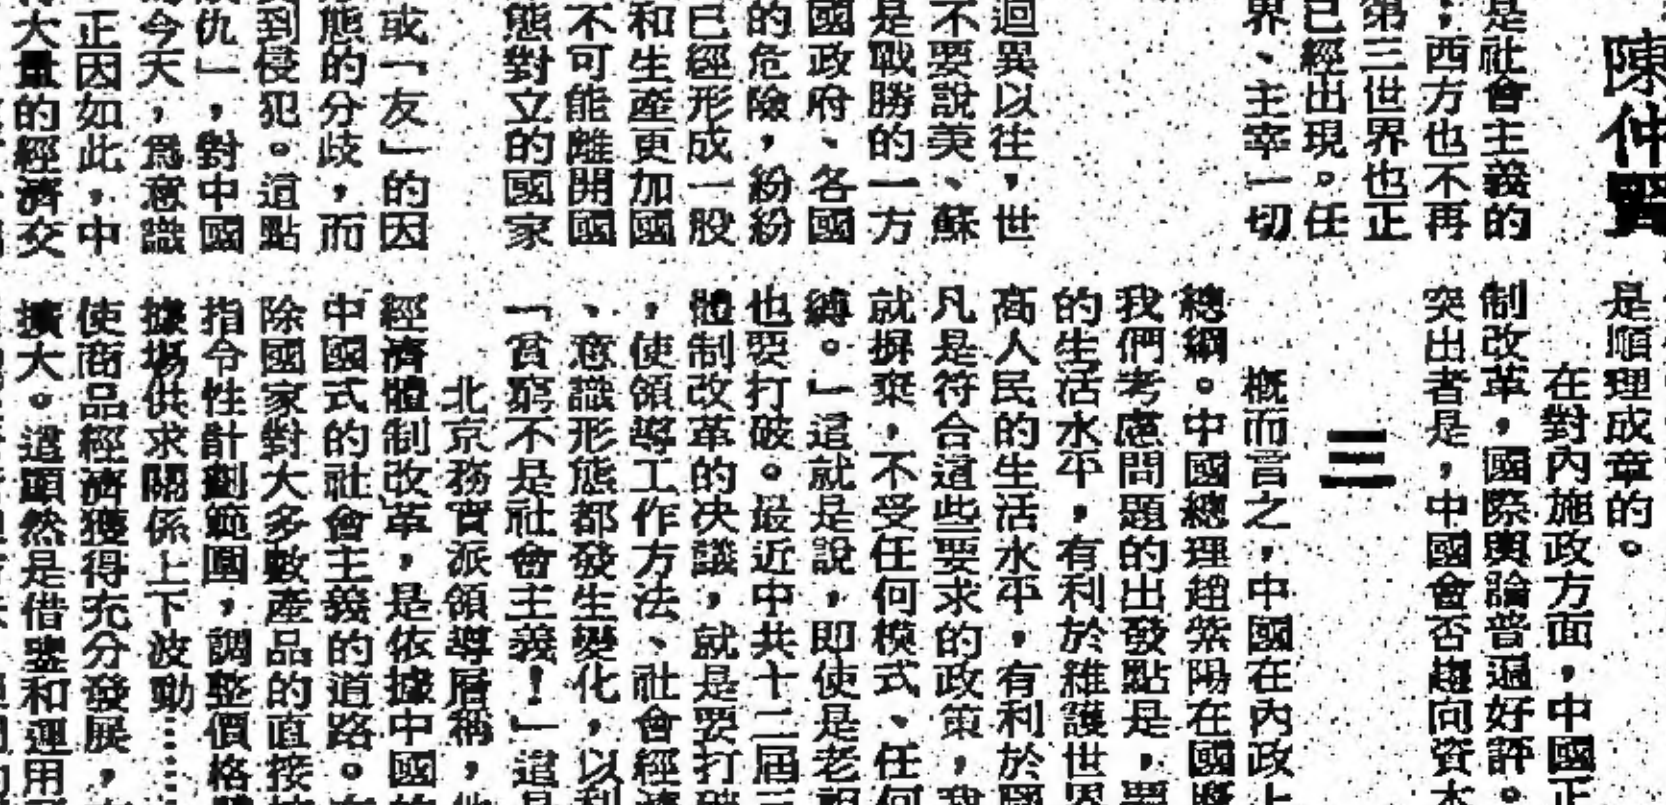 陳仲賢
是社會主義的
；西方也不再
第三世界也正
已經出現。任
界、主宰一切
迴異以往，世
不要說美、蘇
是戰勝的一方
國政府、各國
的危險，紛紛
已經形成一股
和生產更加國
不可能離開國
態對立的國家
或「友」的因
態的分歧，而
到侵犯。這點
仇」，對中國
今天，爲意識
正因如此，中
大量的經濟交
是順理成章的。
在對內施政方面，中國正
制改革，國際輿論普遍好評。
突出者是，中國會否趨向資本
三
概而言之，中國在內政上
總綱。中國總理趙紫陽在國
我們考慮問題的出發點是，要
的生活水平，有利於維護世界
高人民的生活水平，有利於國
凡是符合這些要求的政策，我
就摒棄，不受任何模式、任何
縛。」這就是說，即使是老祖
也要打破。最近中共十二屆三
體制改革的決議，就是要打破
，使領導工作方法、社會經濟
、意識形態都發生變化，以利
「貧窮不是社會主義！」這是
北京務實派領導層稱，他
經濟體制改革，是依據中國的
中國式的社會主義的道路。
除國家對大多數產品的直接
指令性計劃範圍，調整價格
據場供求關係上下波動……
使商品經濟獲得充分發展，
擴大。這顯然是借鑒和運用